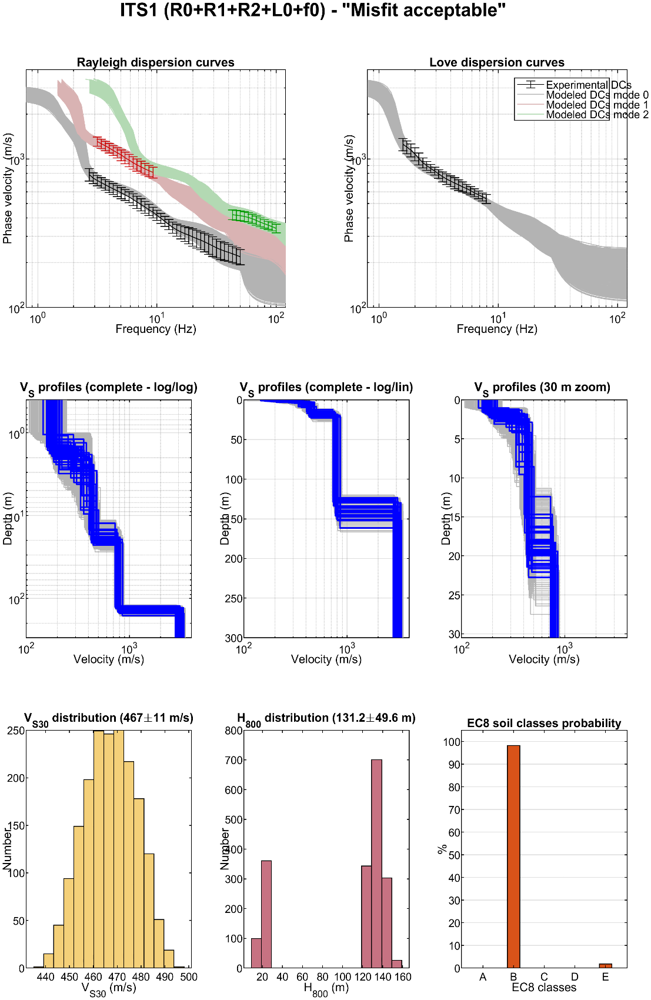 ITS1 (R0+R1+R2+L0+f0) - "Misfit acceptable"
Rayleigh dispersion curves
Phase velocity (m/s)
10^3
10^2
10^0 10^1 10^2
Frequency (Hz)
Love dispersion curves
Experimental DCs
Modeled DCs mode 0
Modeled DCs mode 1
Modeled DCs mode 2
Phase velocity (m/s)
10^3
10^2
10^0 10^1 10^2
Frequency (Hz)
V_S profiles (complete - log/log)
Depth (m)
10^0
10^1
10^2
10^2 10^3
Velocity (m/s)
V_S profiles (complete - log/lin)
Depth (m)
0
50
100
150
200
250
300
10^2 10^3
Velocity (m/s)
V_S profiles (30 m zoom)
Depth (m)
0
5
10
15
20
25
30
10^2 10^3
Velocity (m/s)
V_S30 distribution (467±11 m/s)
Number
250
200
150
100
50
0
440 450 460 470 480 490 500
V_S30 (m/s)
H_800 distribution (131.2±49.6 m)
Number
800
700
600
500
400
300
200
100
0
20 40 60 80 100 120 140 160
H_800 (m)
EC8 soil classes probability
%
100
90
80
70
60
50
40
30
20
10
0
A B C D E
EC8 classes